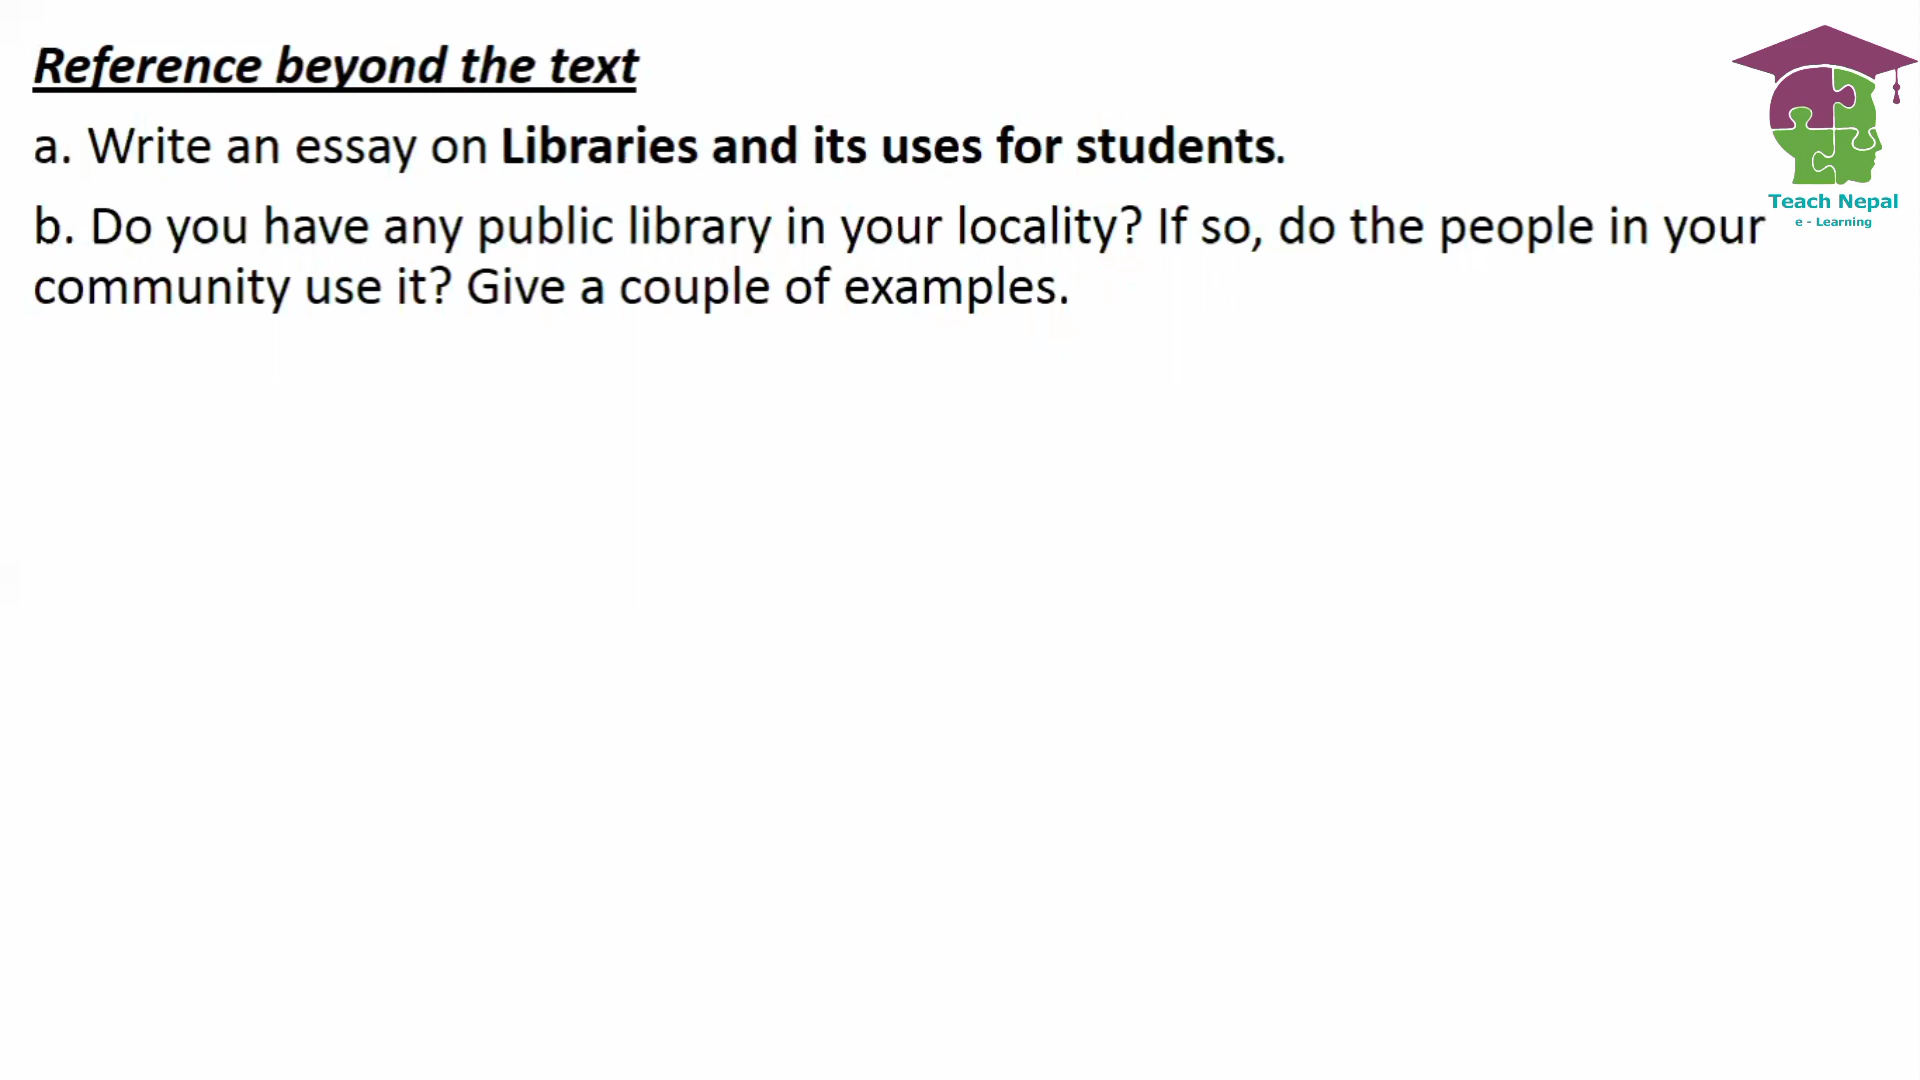 Reference beyond the text
a. Write an essay on Libraries and its uses for students.
b. Do you have any public library in your locality? If so, do the people in your
community use it? Give a couple of examples.
Teach Nepal
e - Learning